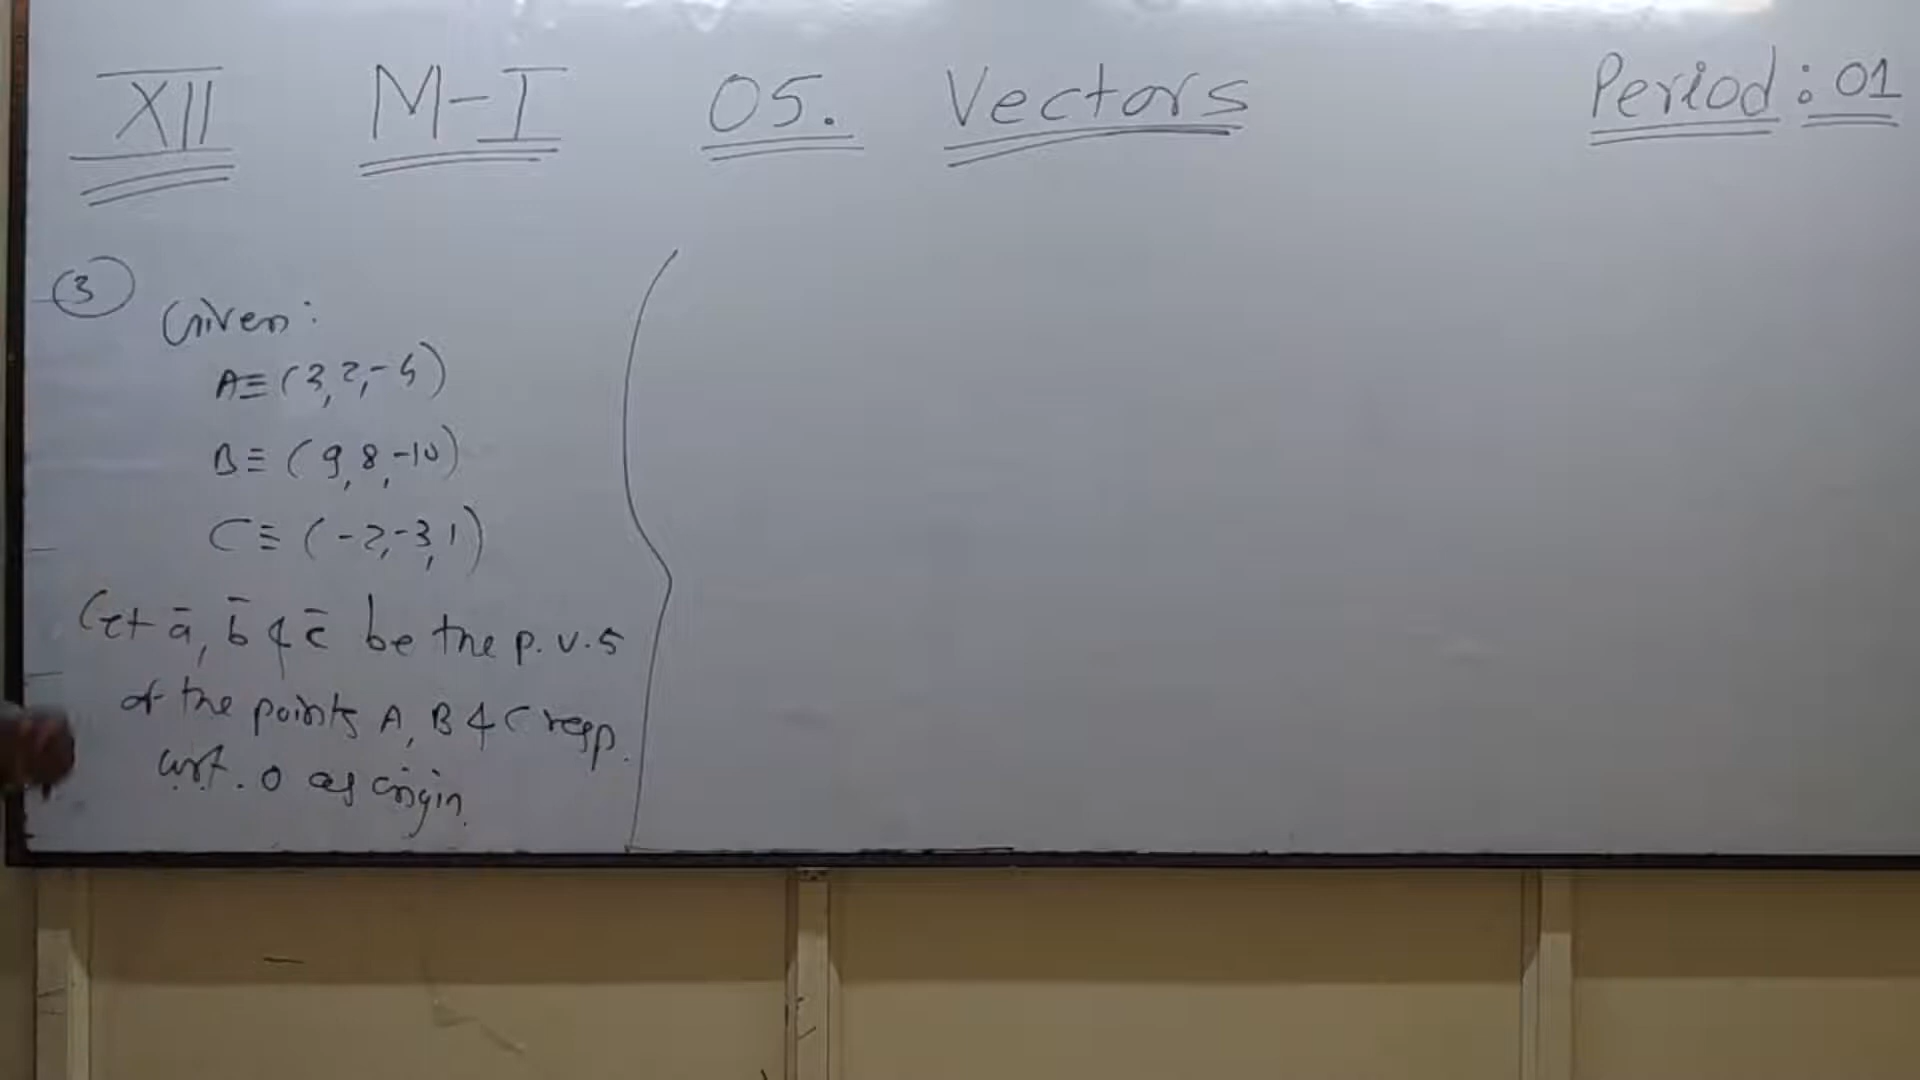 XII M-I 05. Vectors Period: 01
3
Given:
A≡(3,2,-4)
B≡(9,8,-10)
C≡(-2,-3,1)
Let a̅, b̅ & c̅ be the p.v.s
of the points A, B & C resp.
w.r.t. O as origin.